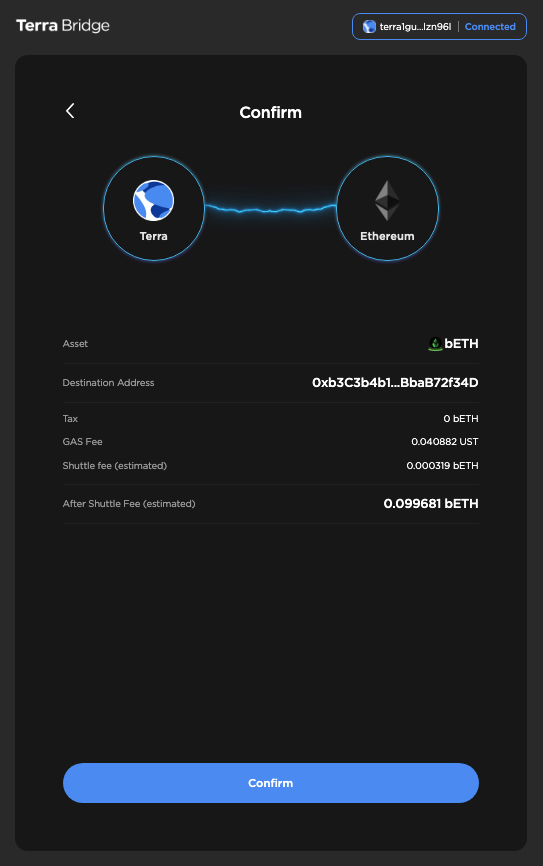 Terra Bridge
terra1gu...lzn96l | Connected
Confirm
Terra
Ethereum
Asset bETH
Destination Address 0xb3C3b4b1...BbaB72f34D
Tax 0 bETH
GAS Fee 0.040882 UST
Shuttle fee (estimated) 0.000319 bETH
After Shuttle Fee (estimated) 0.099681 bETH
Confirm